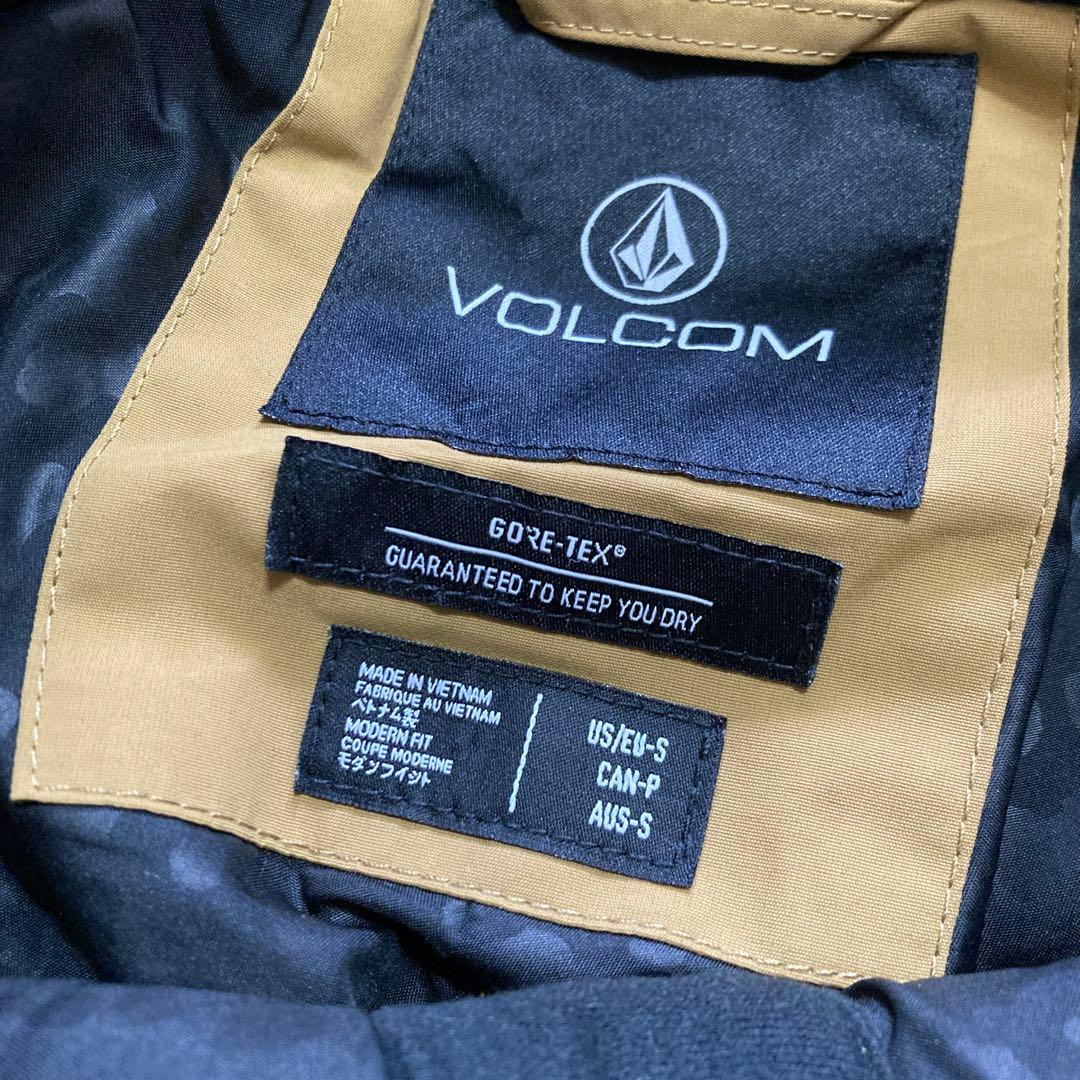 VOLCOM
GORE-TEX®
GUARANTEED TO KEEP YOU DRY
MADE IN VIETNAM
FABRIQUE AU VIETNAM
ベトナム製
MODERN FIT
COUPE MODERNE
モダンフィット
US/EU-S
CAN-P
AUS-S